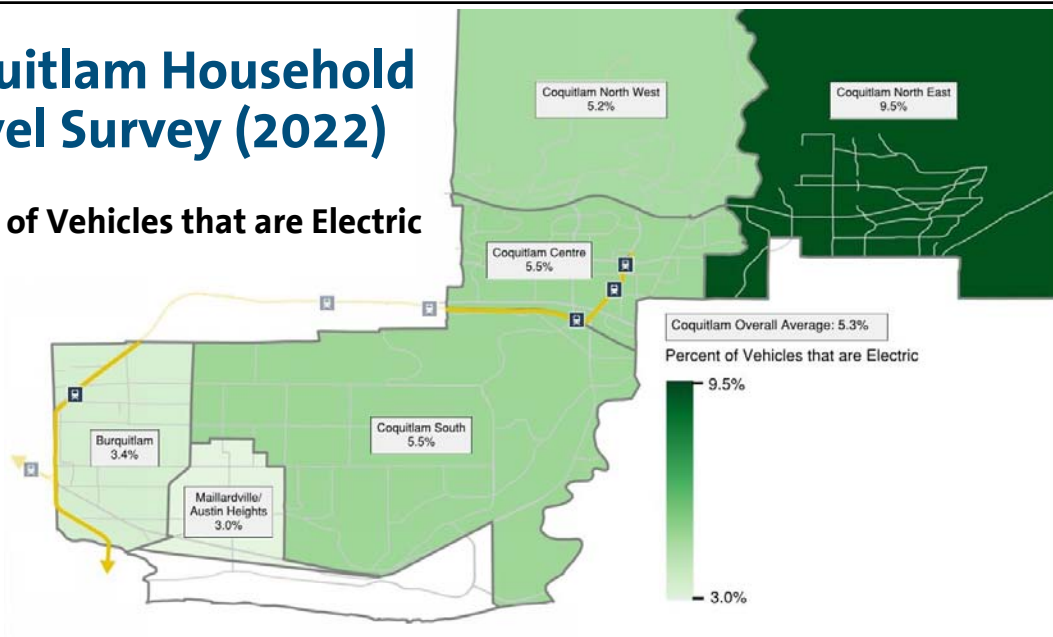 uitlam Household
vel Survey (2022)
of Vehicles that are Electric
Coquitlam North West
5.2%
Coquitlam North East
9.5%
Coquitlam Centre
5.5%
Coquitlam Overall Average: 5.3%
Percent of Vehicles that are Electric
9.5%
3.0%
Coquitlam South
5.5%
Burquitlam
3.4%
Maillardville/
Austin Heights
3.0%